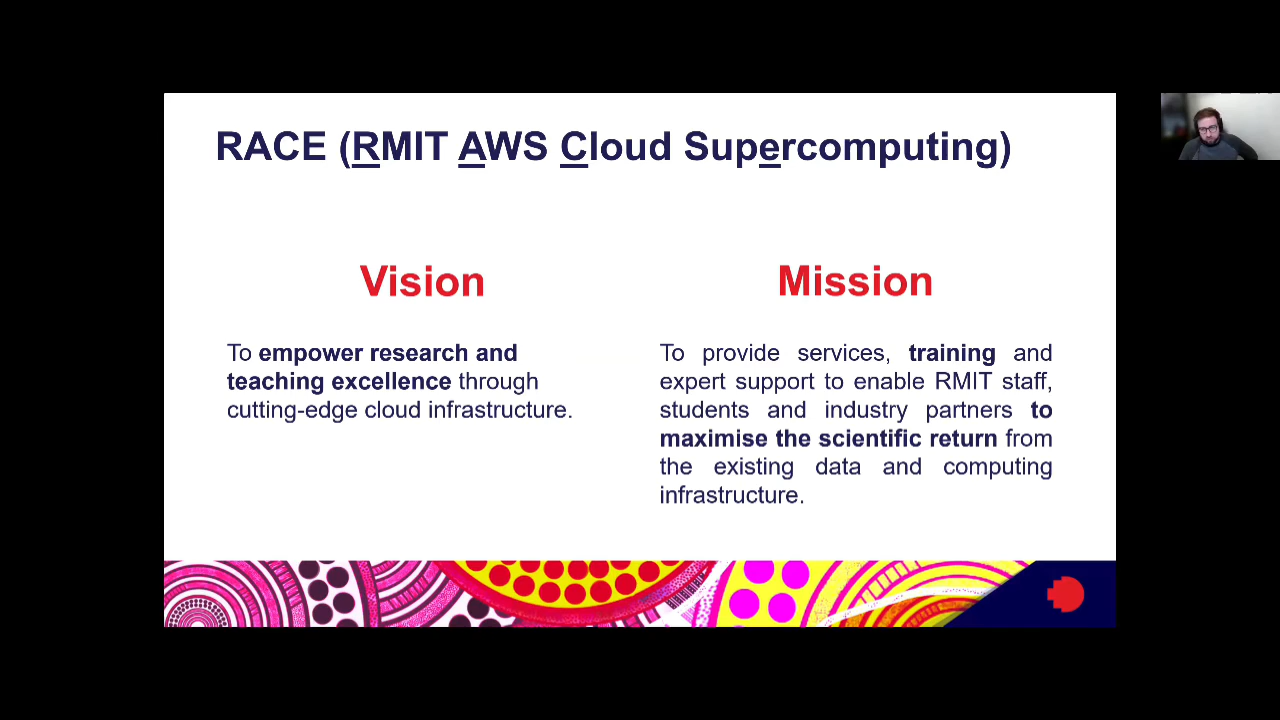 RACE (RMIT AWS Cloud Supercomputing)
Vision
To empower research and
teaching excellence through
cutting-edge cloud infrastructure.
Mission
To provide services, training and
expert support to enable RMIT staff,
students and industry partners to
maximise the scientific return from
the existing data and computing
infrastructure.